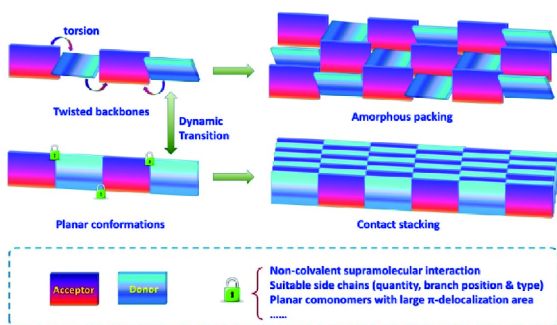 torsion
Twisted backbones
Amorphous packing
Dynamic
Transition
Planar conformations
Contact stacking
Acceptor
Donor
Non-colvalent supramolecular interaction
Suitable side chains (quantity, branch position & type)
Planar comonomers with large π-delocalization area
......